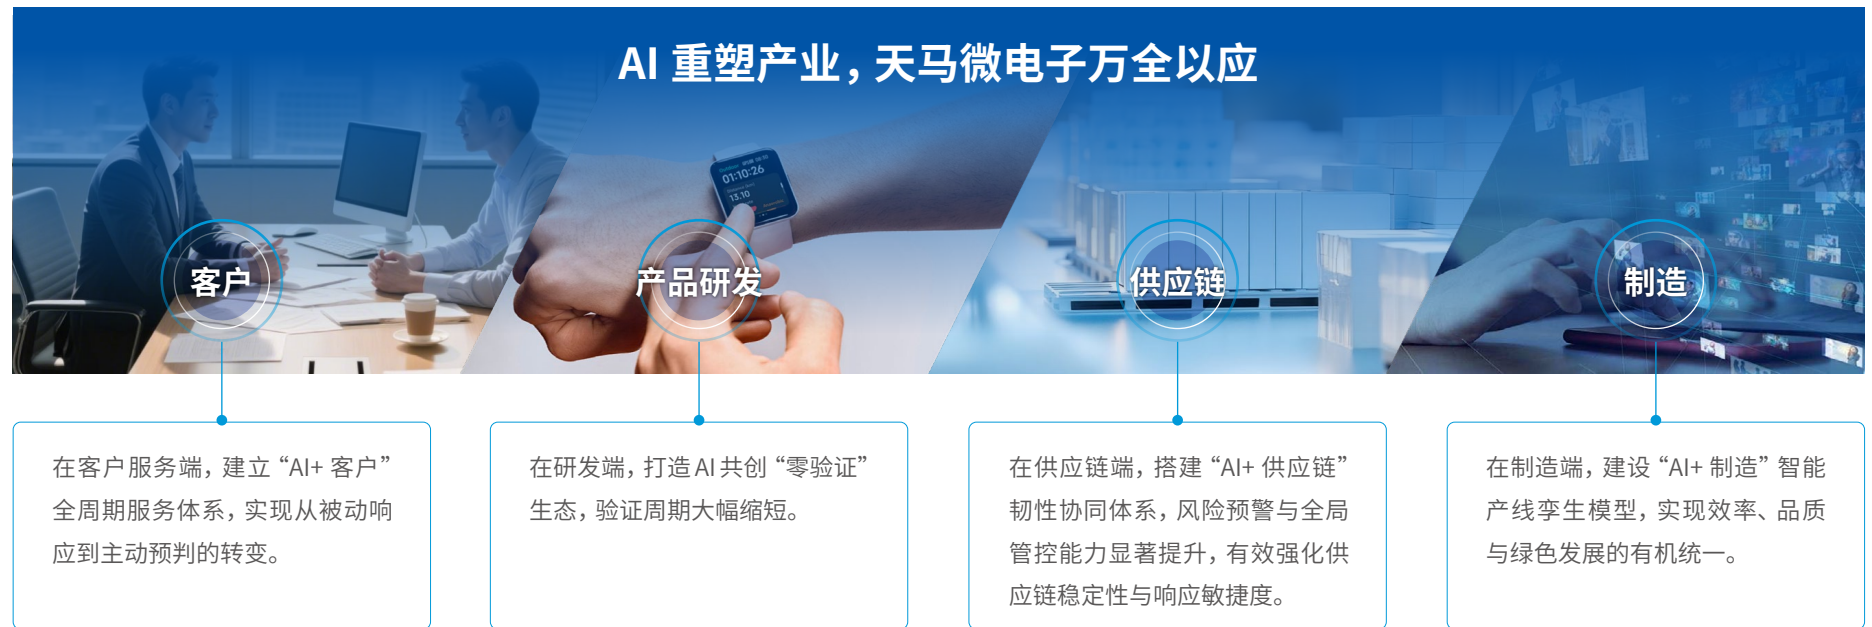 AI 重塑产业，天马微电子万全以应
01:10:26
13.10
客户
产品研发
供应链
制造
在客户服务端，建立“AI+ 客户”
全周期服务体系，实现从被动响
应到主动预判的转变。
在研发端，打造 AI 共创“零验证”
生态，验证周期大幅缩短。
在供应链端，搭建“AI+ 供应链”
韧性协同体系，风险预警与全局
管控能力显著提升，有效强化供
应链稳定性与响应敏捷度。
在制造端，建设“AI+ 制造”智能
产线孪生模型，实现效率、品质
与绿色发展的有机统一。